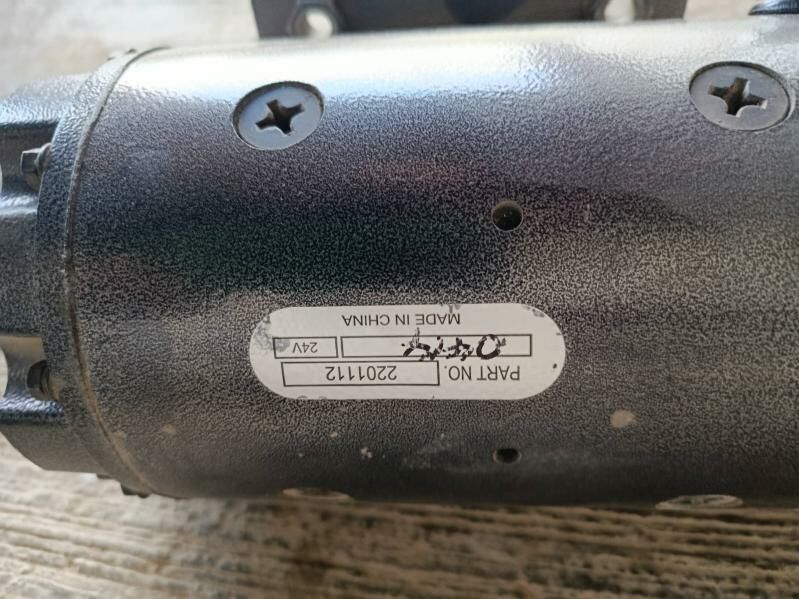 PART NO. 2201112
24V
MADE IN CHINA